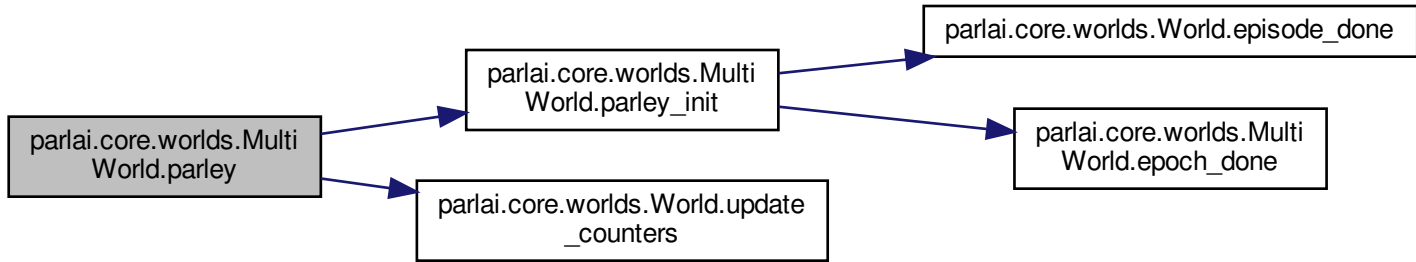 parlai.core.worlds.Multi
World.parley
parlai.core.worlds.Multi
World.parley_init
parlai.core.worlds.World.episode_done
parlai.core.worlds.Multi
World.epoch_done
parlai.core.worlds.World.update
_counters